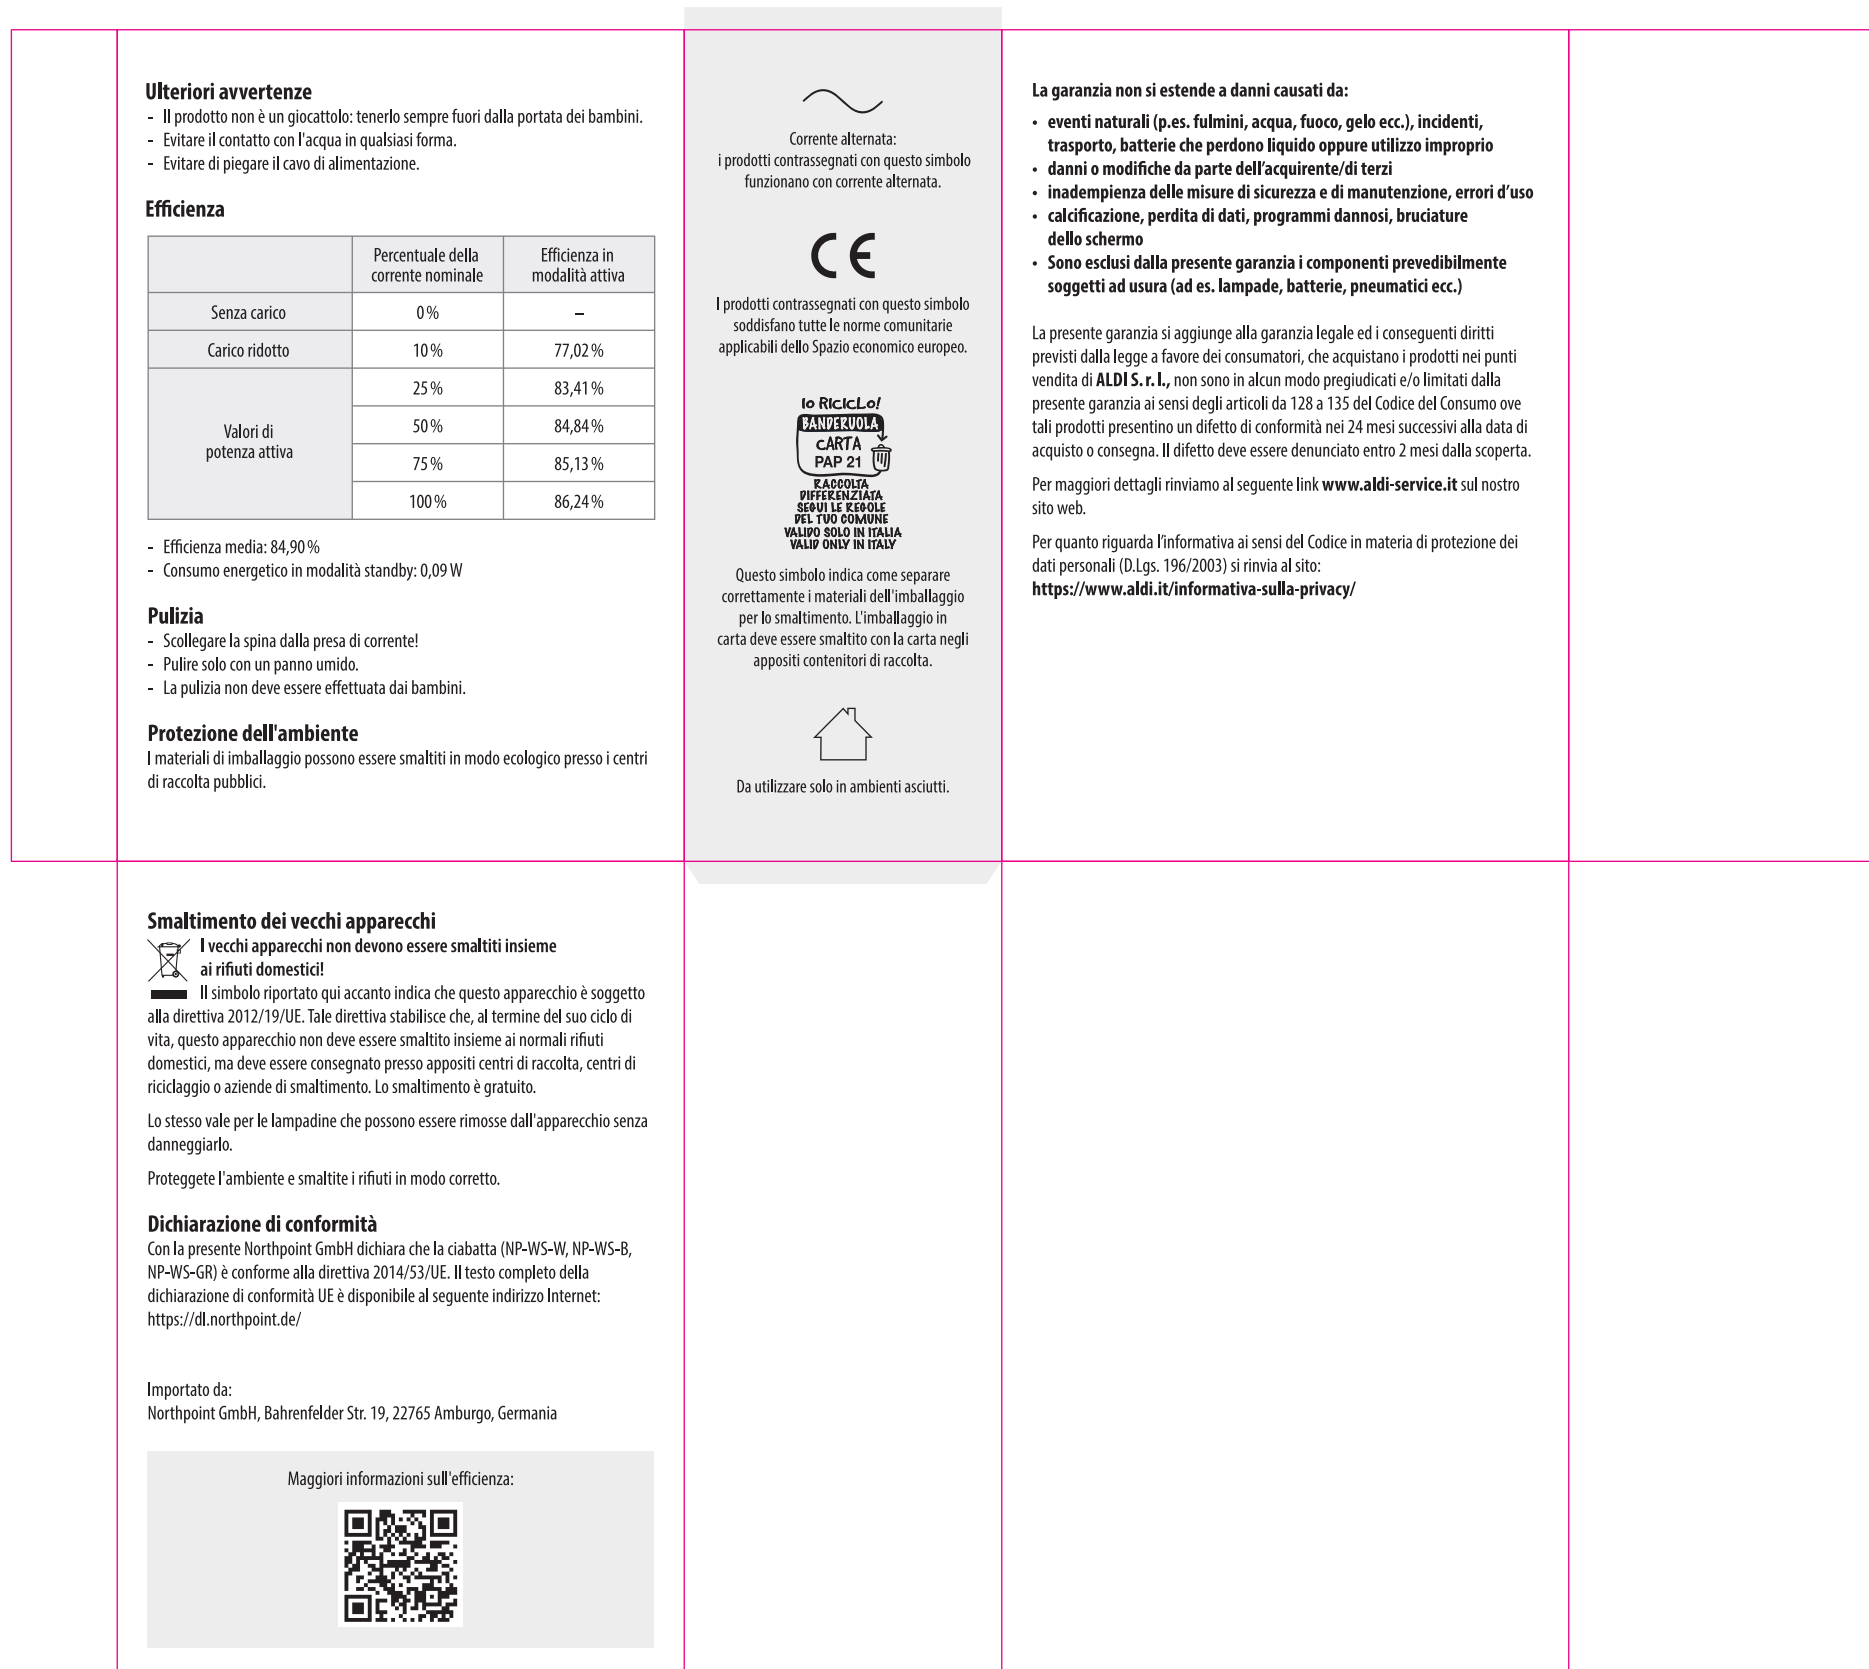 Ulteriori avvertenze
- Il prodotto non è un giocattolo: tenerlo sempre fuori dalla portata dei bambini.
- Evitare il contatto con l'acqua in qualsiasi forma.
- Evitare di piegare il cavo di alimentazione.
Efficienza
Percentuale della corrente nominale
Efficienza in modalità attiva
Senza carico 0 % –
Carico ridotto 10 % 77,02 %
Valori di potenza attiva
25 % 83,41 %
50 % 84,84 %
75 % 85,13 %
100 % 86,24 %
- Efficienza media: 84,90 %
- Consumo energetico in modalità standby: 0,09 W
Pulizia
- Scollegare la spina dalla presa di corrente!
- Pulire solo con un panno umido.
- La pulizia non deve essere effettuata dai bambini.
Protezione dell'ambiente
I materiali di imballaggio possono essere smaltiti in modo ecologico presso i centri
di raccolta pubblici.
Corrente alternata:
i prodotti contrassegnati con questo simbolo
funzionano con corrente alternata.
CE
I prodotti contrassegnati con questo simbolo
soddisfano tutte le norme comunitarie
applicabili dello Spazio economico europeo.
IO RICICLO!
BANDERUOLA
CARTA
PAP 21
RACCOLTA
DIFFERENZIATA
SEGUI LE REGOLE
DEL TUO COMUNE
VALIDO SOLO IN ITALIA
VALID ONLY IN ITALY
Questo simbolo indica come separare
correttamente i materiali dell'imballaggio
per lo smaltimento. L'imballaggio in
carta deve essere smaltito con la carta negli
appositi contenitori di raccolta.
Da utilizzare solo in ambienti asciutti.
La garanzia non si estende a danni causati da:
• eventi naturali (p.es. fulmini, acqua, fuoco, gelo ecc.), incidenti,
trasporto, batterie che perdono liquido oppure utilizzo improprio
• danni o modifiche da parte dell’acquirente/di terzi
• inadempienza delle misure di sicurezza e di manutenzione, errori d’uso
• calcificazione, perdita di dati, programmi dannosi, bruciature
dello schermo
• Sono esclusi dalla presente garanzia i componenti prevedibilmente
soggetti ad usura (ad es. lampade, batterie, pneumatici ecc.)
La presente garanzia si aggiunge alla garanzia legale ed i conseguenti diritti
previsti dalla legge a favore dei consumatori, che acquistano i prodotti nei punti
vendita di ALDI S. r. l., non sono in alcun modo pregiudicati e/o limitati dalla
presente garanzia ai sensi degli articoli da 128 a 135 del Codice del Consumo ove
tali prodotti presentino un difetto di conformità nei 24 mesi successivi alla data di
acquisto o consegna. Il difetto deve essere denunciato entro 2 mesi dalla scoperta.
Per maggiori dettagli rinviamo al seguente link www.aldi-service.it sul nostro
sito web.
Per quanto riguarda l’informativa ai sensi del Codice in materia di protezione dei
dati personali (D.Lgs. 196/2003) si rinvia al sito:
https://www.aldi.it/informativa-sulla-privacy/
Smaltimento dei vecchi apparecchi
I vecchi apparecchi non devono essere smaltiti insieme
ai rifiuti domestici!
Il simbolo riportato qui accanto indica che questo apparecchio è soggetto
alla direttiva 2012/19/UE. Tale direttiva stabilisce che, al termine del suo ciclo di
vita, questo apparecchio non deve essere smaltito insieme ai normali rifiuti
domestici, ma deve essere consegnato presso appositi centri di raccolta, centri di
riciclaggio o aziende di smaltimento. Lo smaltimento è gratuito.
Lo stesso vale per le lampadine che possono essere rimosse dall'apparecchio senza
danneggiarlo.
Proteggete l'ambiente e smaltite i rifiuti in modo corretto.
Dichiarazione di conformità
Con la presente Northpoint GmbH dichiara che la ciabatta (NP-WS-W, NP-WS-B,
NP-WS-GR) è conforme alla direttiva 2014/53/UE. Il testo completo della
dichiarazione di conformità UE è disponibile al seguente indirizzo Internet:
https://dl.northpoint.de/
Importato da:
Northpoint GmbH, Bahrenfelder Str. 19, 22765 Amburgo, Germania
Maggiori informazioni sull'efficienza: